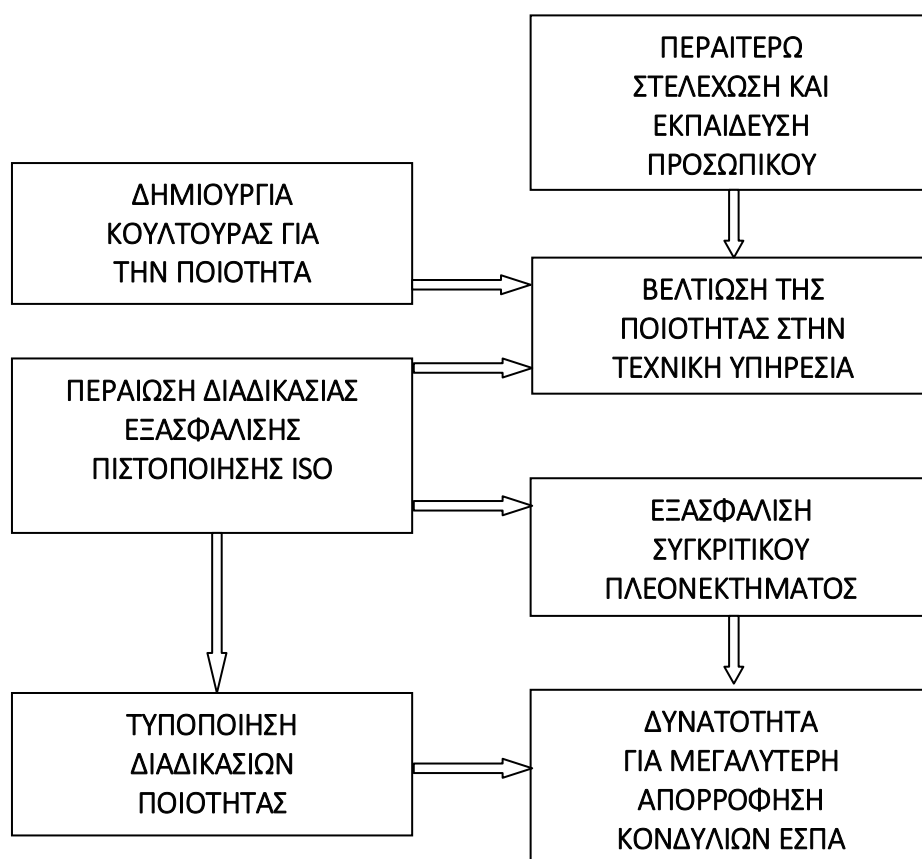 ΠΕΡΑΙΤΕΡΩ
ΣΤΕΛΕΧΩΣΗ ΚΑΙ
ΕΚΠΑΙΔΕΥΣΗ
ΠΡΟΣΩΠΙΚΟΥ
ΔΗΜΙΟΥΡΓΙΑ
ΚΟΥΛΤΟΥΡΑΣ ΓΙΑ
ΤΗΝ ΠΟΙΟΤΗΤΑ
ΒΕΛΤΙΩΣΗ ΤΗΣ
ΠΟΙΟΤΗΤΑΣ ΣΤΗΝ
ΤΕΧΝΙΚΗ ΥΠΗΡΕΣΙΑ
ΠΕΡΑΙΩΣΗ ΔΙΑΔΙΚΑΣΙΑΣ
ΕΞΑΣΦΑΛΙΣΗΣ
ΠΙΣΤΟΠΟΙΗΣΗΣ ISO
ΕΞΑΣΦΑΛΙΣΗ
ΣΥΓΚΡΙΤΙΚΟΥ
ΠΛΕΟΝΕΚΤΗΜΑΤΟΣ
ΤΥΠΟΠΟΙΗΣΗ
ΔΙΑΔΙΚΑΣΙΩΝ
ΠΟΙΟΤΗΤΑΣ
ΔΥΝΑΤΟΤΗΤΑ
ΓΙΑ ΜΕΓΑΛΥΤΕΡΗ
ΑΠΟΡΡΟΦΗΣΗ
ΚΟΝΔΥΛΙΩΝ ΕΣΠΑ